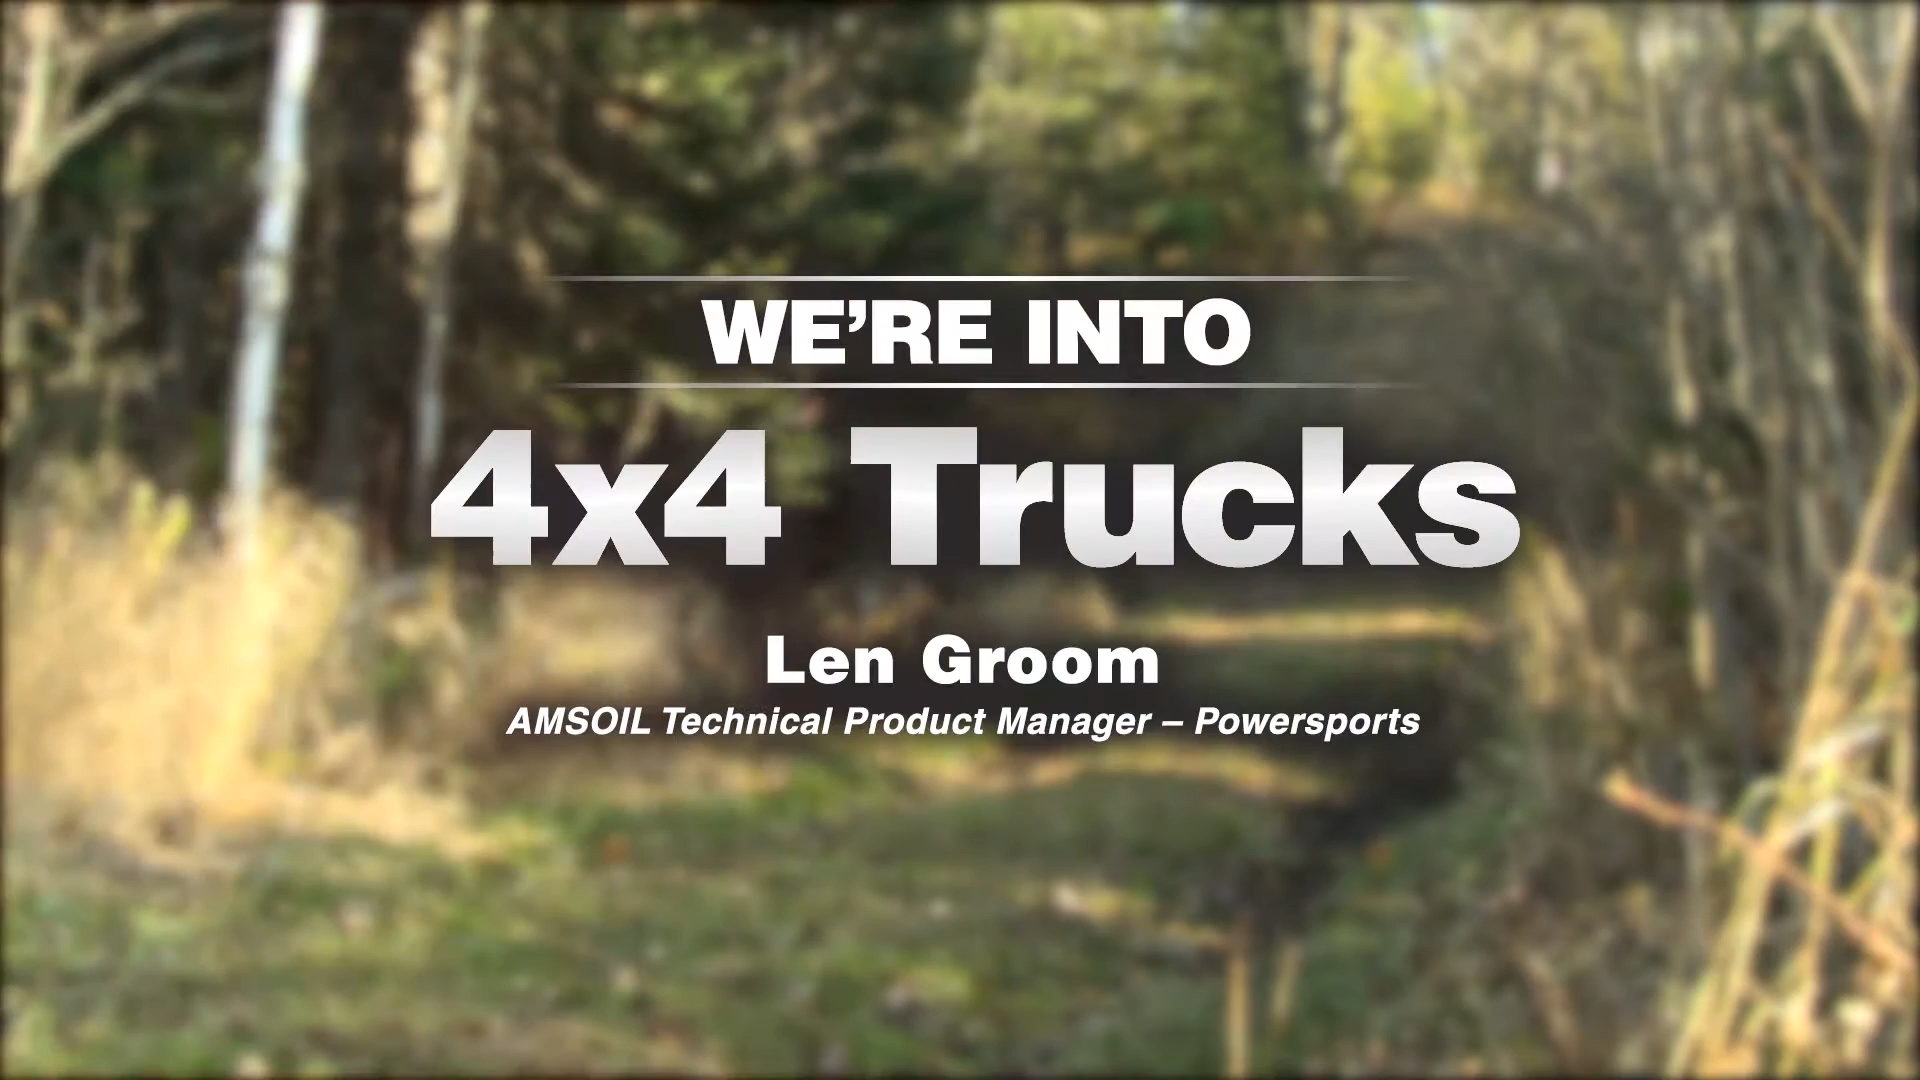 WE’RE INTO
4x4 Trucks
Len Groom
AMSOIL Technical Product Manager – Powersports